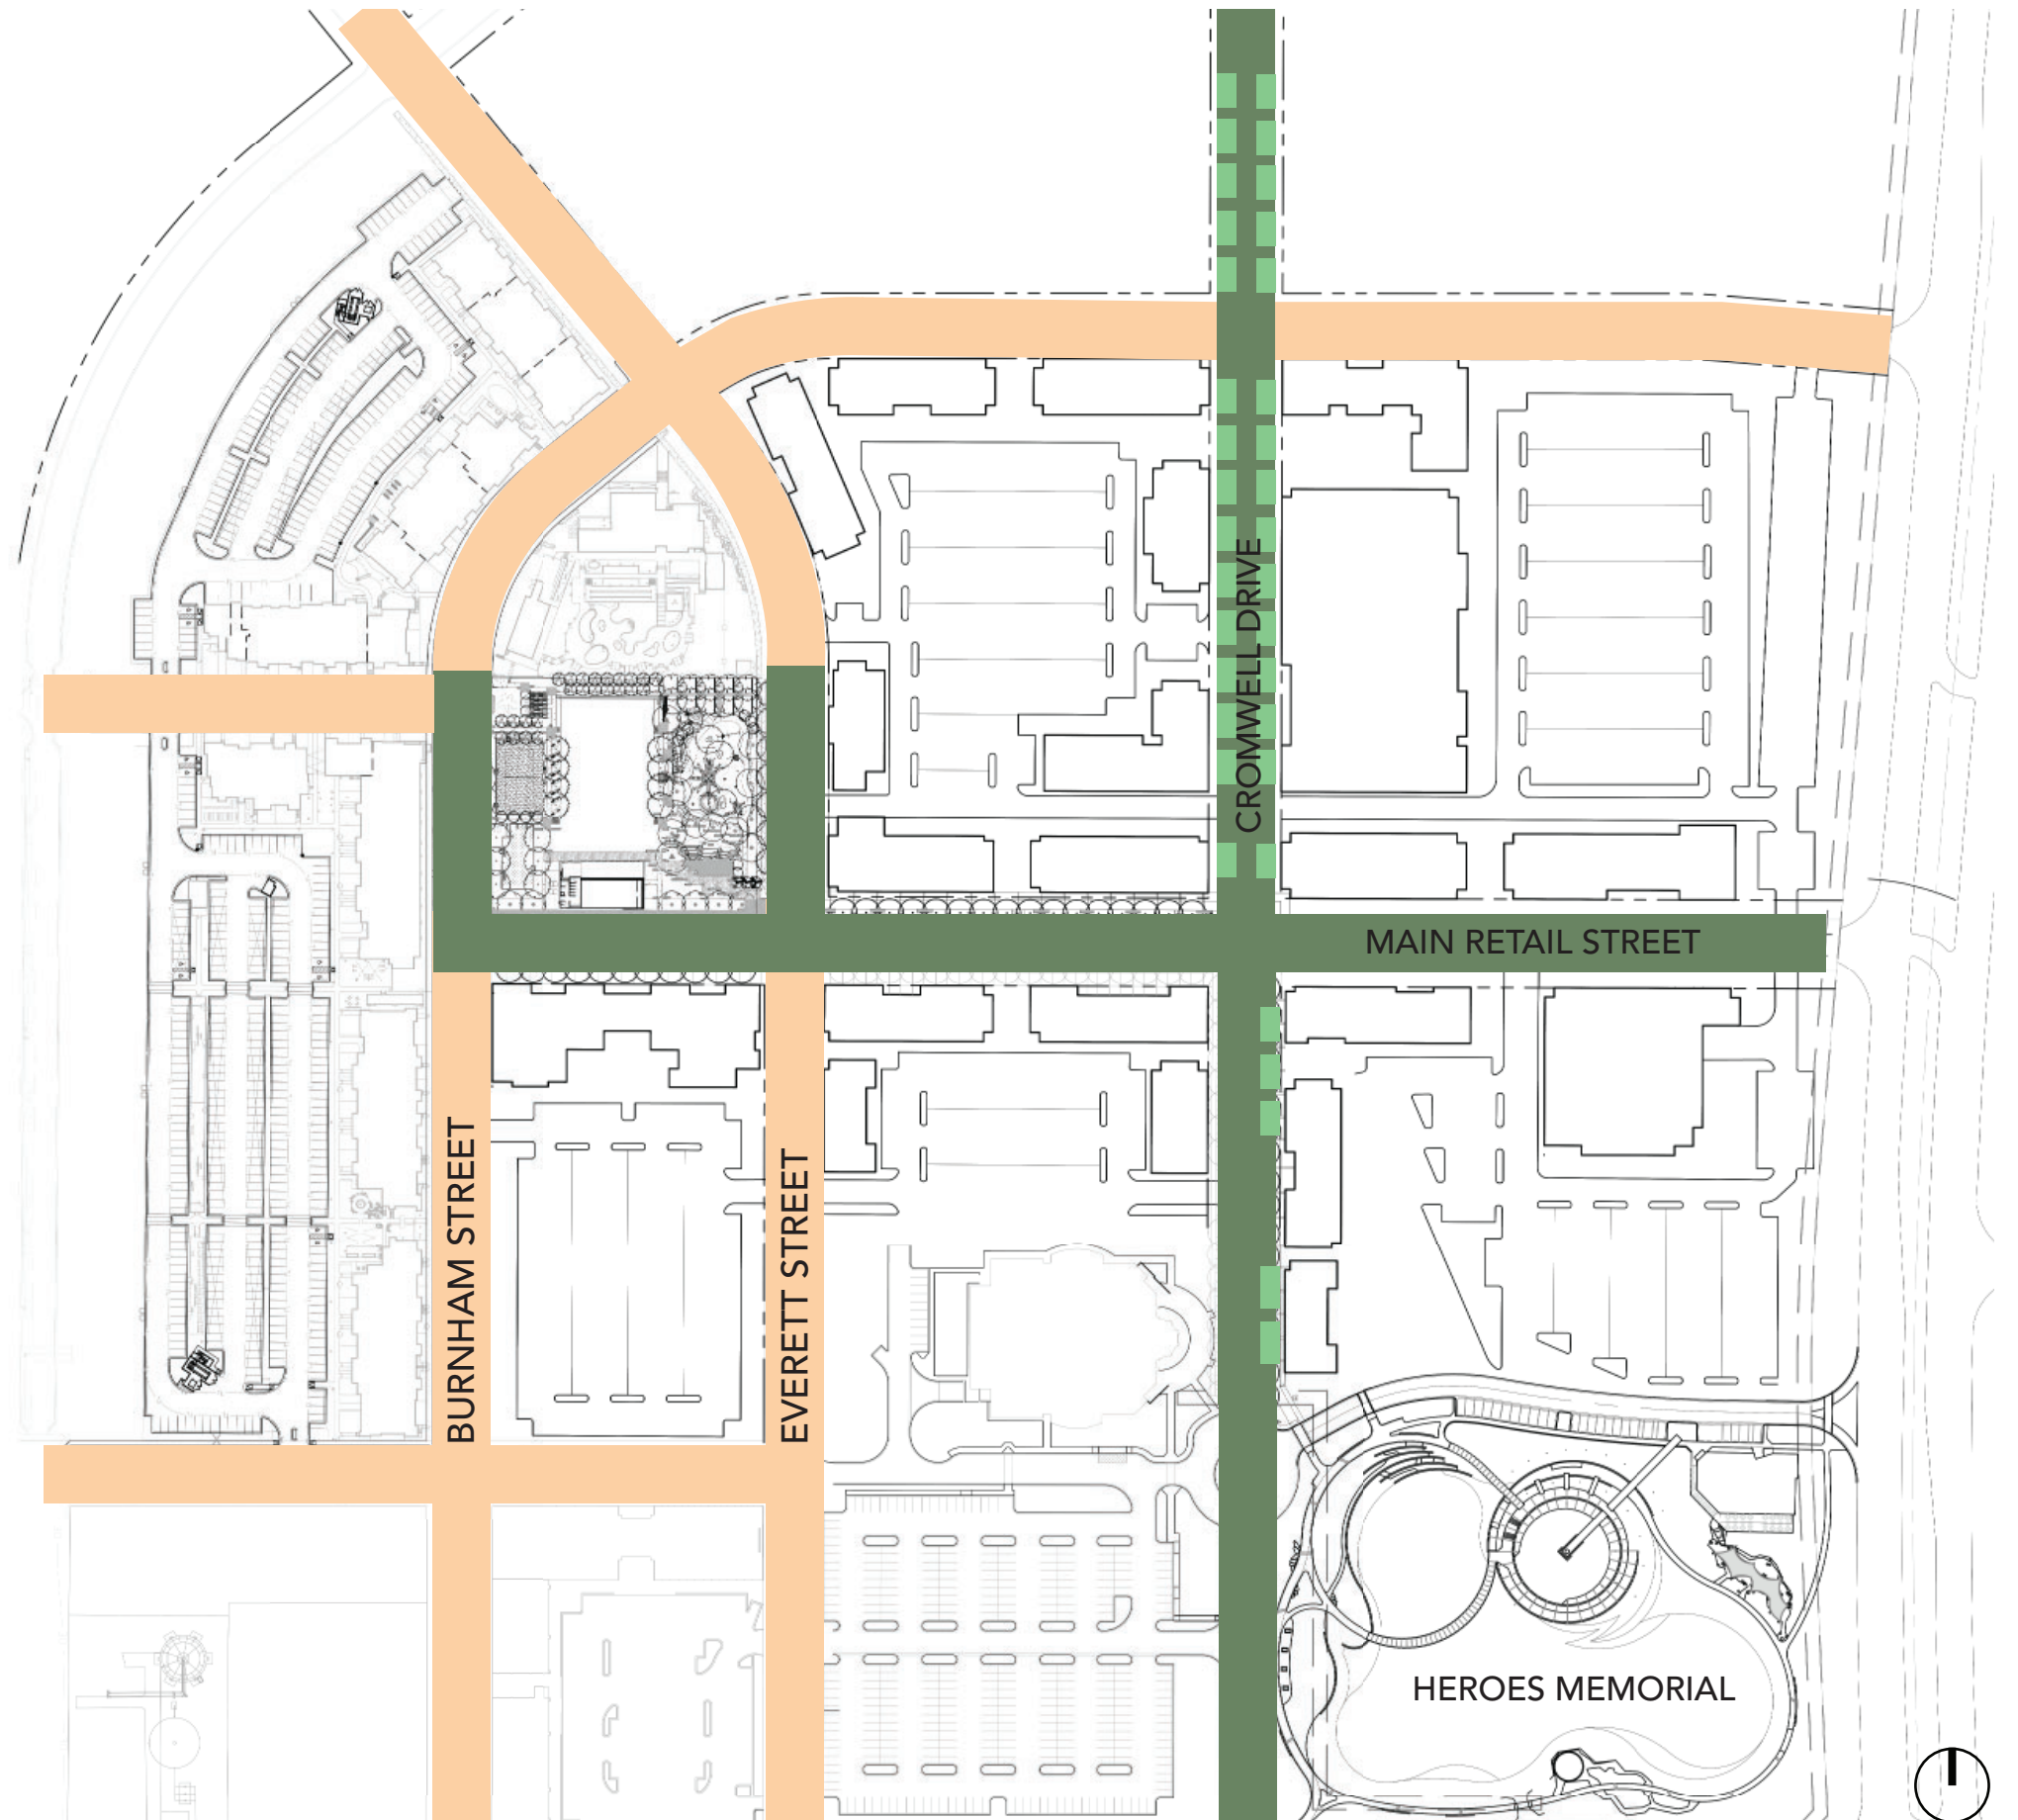 CROMWELL DRIVE
MAIN RETAIL STREET
BURNHAM STREET
EVERETT STREET
HEROES MEMORIAL